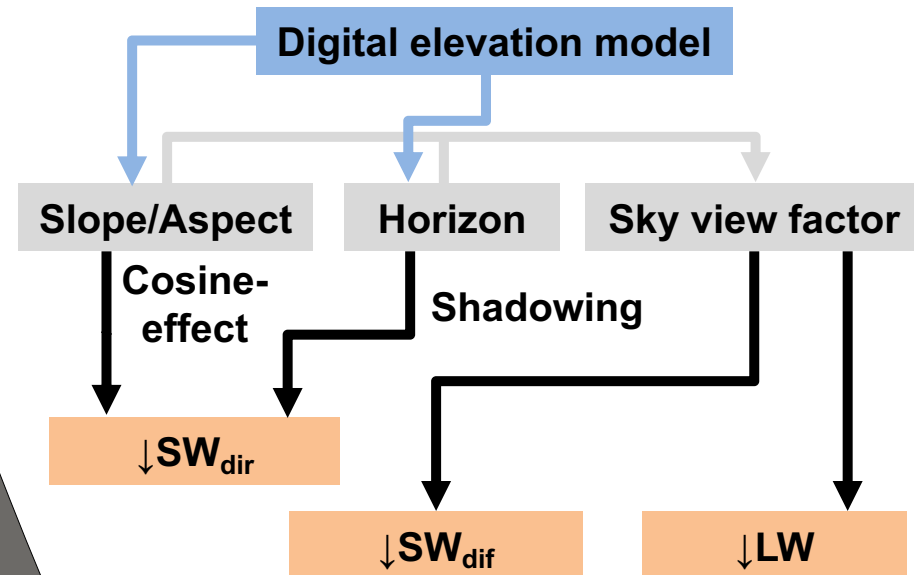 Digital elevation model
Slope/Aspect
Horizon
Sky view factor
Cosine-
effect
Shadowing
↓SWdir
↓SWdif
↓LW